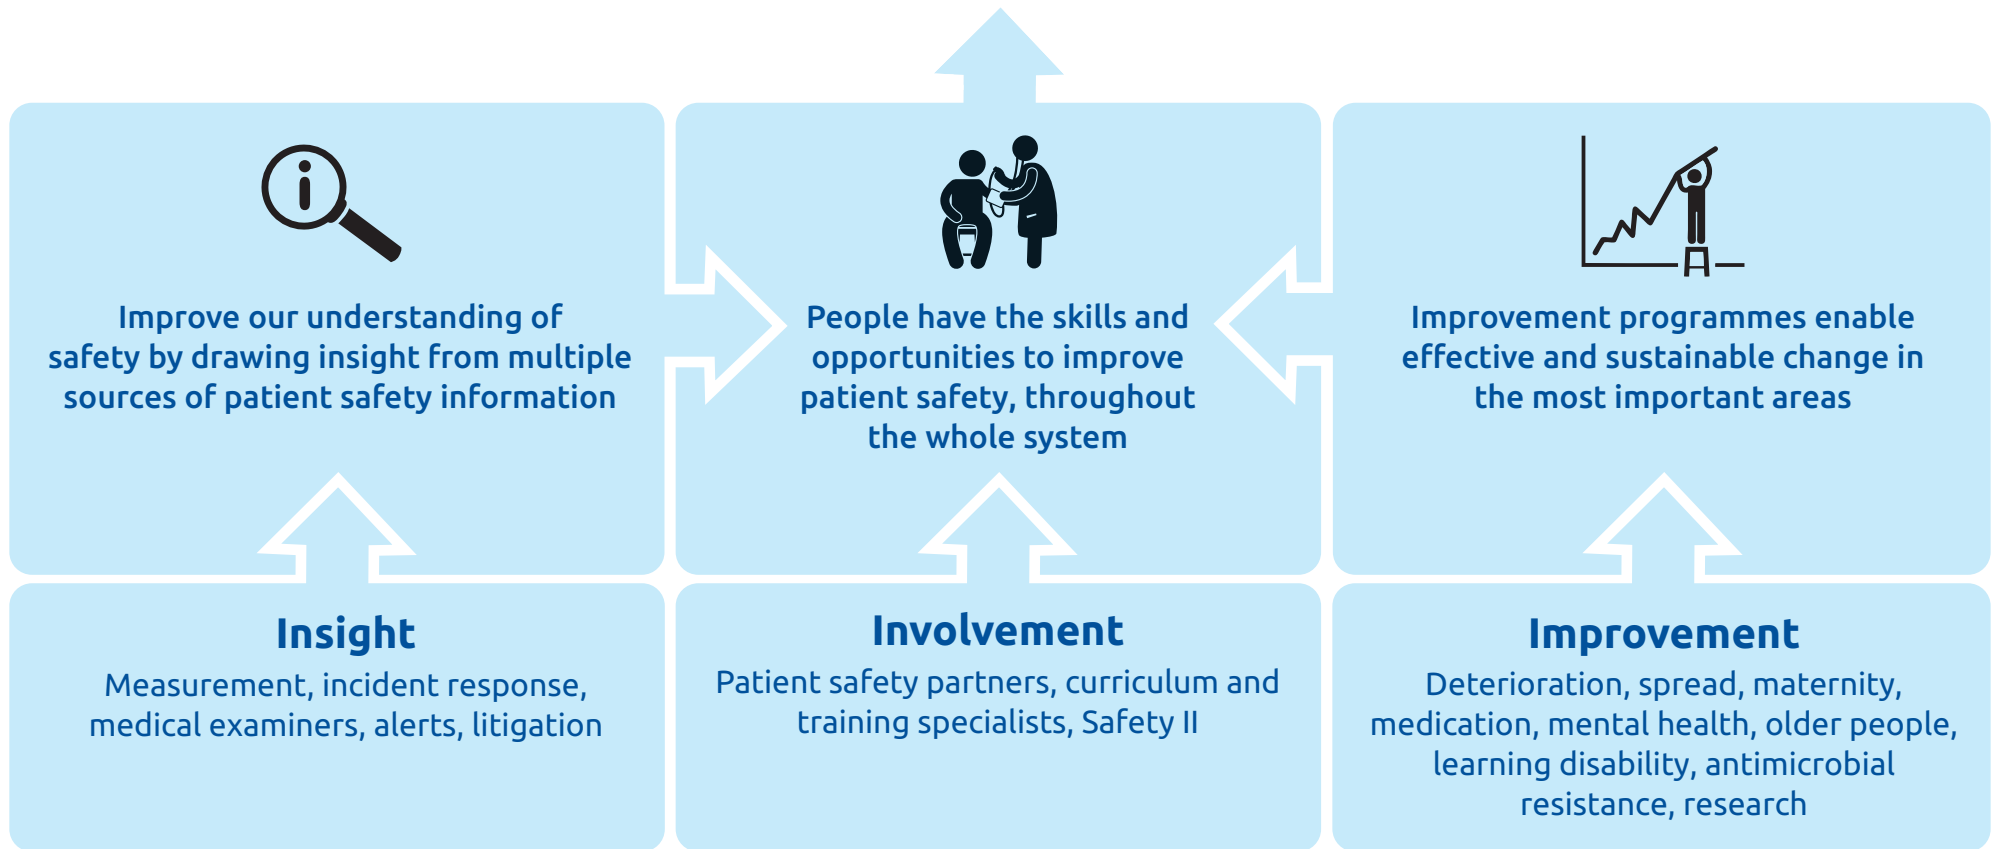 Improve our understanding of
safety by drawing insight from multiple
sources of patient safety information
People have the skills and
opportunities to improve
patient safety, throughout
the whole system
Improvement programmes enable
effective and sustainable change in
the most important areas
Insight
Measurement, incident response,
medical examiners, alerts, litigation
Involvement
Patient safety partners, curriculum and
training specialists, Safety II
Improvement
Deterioration, spread, maternity,
medication, mental health, older people,
learning disability, antimicrobial
resistance, research